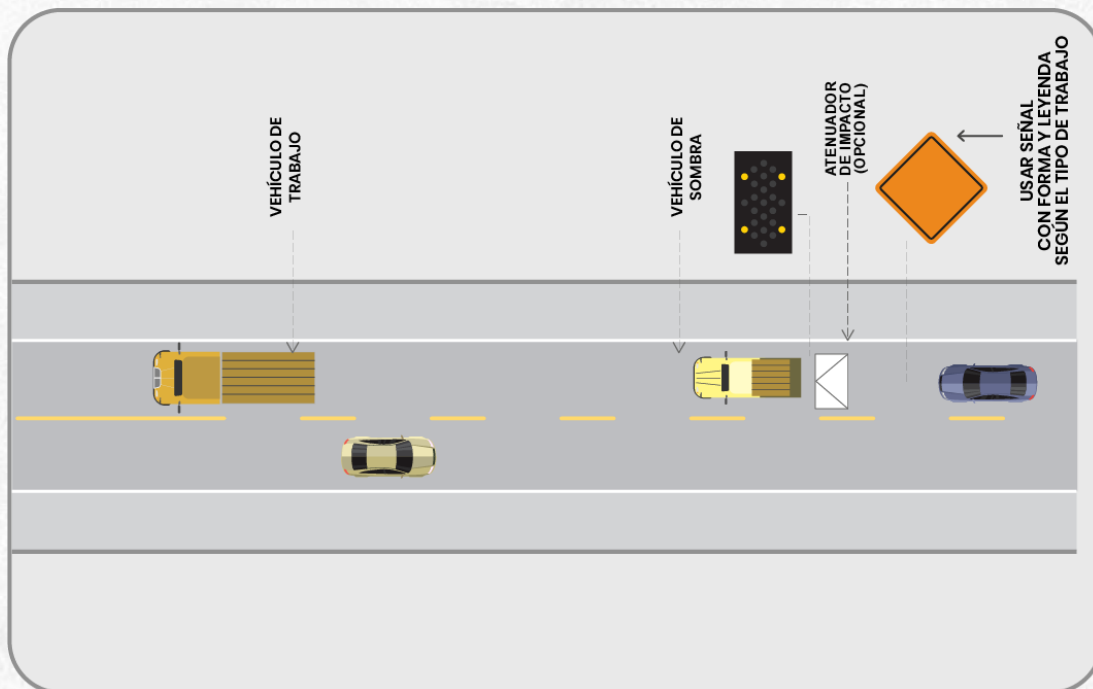 VEHÍCULO DE
TRABAJO
VEHÍCULO DE
SOMBRA
ATENUADOR
DE IMPACTO
(OPCIONAL)
USAR SEÑAL
CON FORMA Y LEYENDA
SEGÚN EL TIPO DE TRABAJO